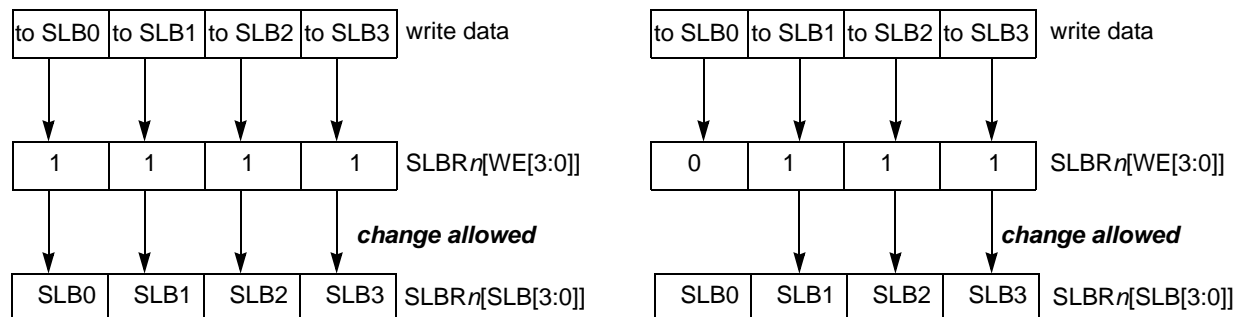 to SLB0 to SLB1 to SLB2 to SLB3 write data
1 1 1 1 SLBRn[WE[3:0]]
change allowed
SLB0 SLB1 SLB2 SLB3 SLBRn[SLB[3:0]]
to SLB0 to SLB1 to SLB2 to SLB3 write data
0 1 1 1 SLBRn[WE[3:0]]
change allowed
SLB0 SLB1 SLB2 SLB3 SLBRn[SLB[3:0]]